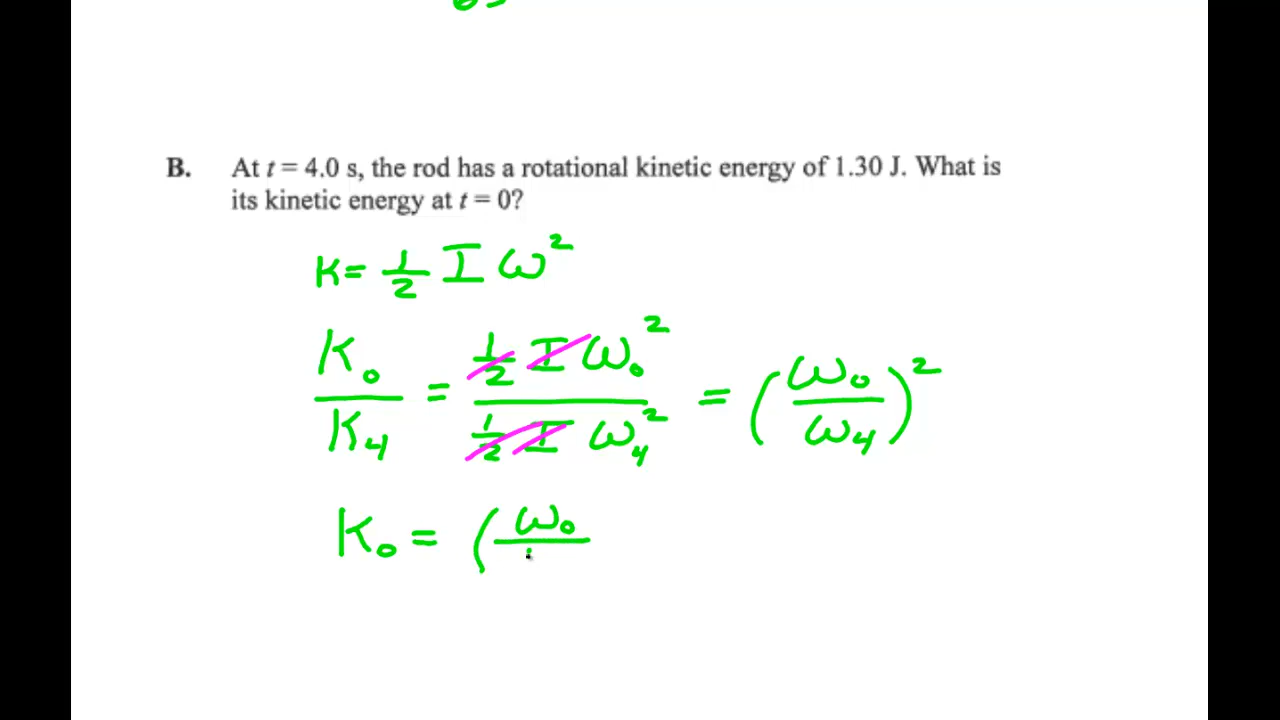 B. At t = 4.0 s, the rod has a rotational kinetic energy of 1.30 J. What is
its kinetic energy at t = 0?
K = 1/2 I ω²
K₀/K₄ = (1/2 I ω₀²)/(1/2 I ω₄²) = (ω₀/ω₄)²
K₀ = (ω₀/